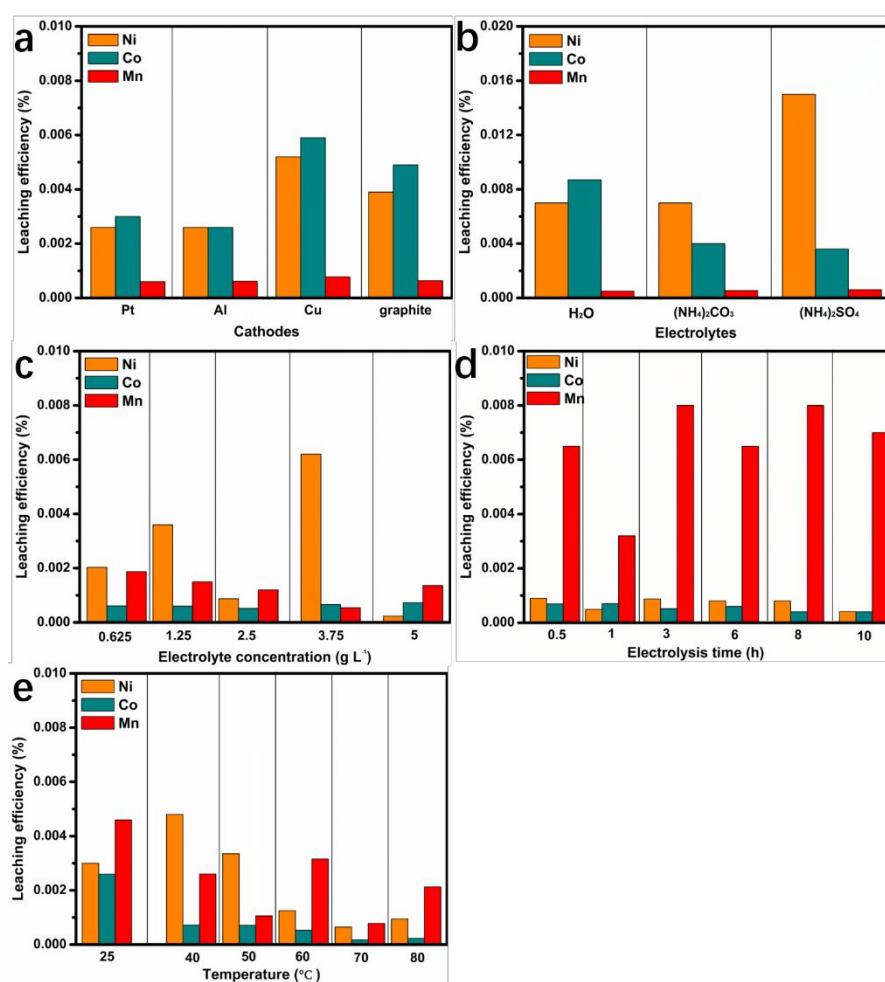 a
0.010
0.008
0.006
0.004
0.002
0.000
Leaching efficiency (%)
Ni
Co
Mn
Pt Al Cu graphite
Cathodes
b
0.020
0.016
0.012
0.008
0.004
0.000
Leaching efficiency (%)
Ni
Co
Mn
H₂O (NH₄)₂CO₃ (NH₄)₂SO₄
Electrolytes
c
0.010
0.008
0.006
0.004
0.002
0.000
Leaching efficiency (%)
Ni
Co
Mn
0.625 1.25 2.5 3.75 5
Electrolyte concentration (g L⁻¹)
d
0.010
0.008
0.006
0.004
0.002
0.000
Leaching efficiency (%)
Ni
Co
Mn
0.5 1 3 6 8 10
Electrolysis time (h)
e
0.010
0.008
0.006
0.004
0.002
0.000
Leaching efficiency (%)
Ni
Co
Mn
25 40 50 60 70 80
Temperature (°C)